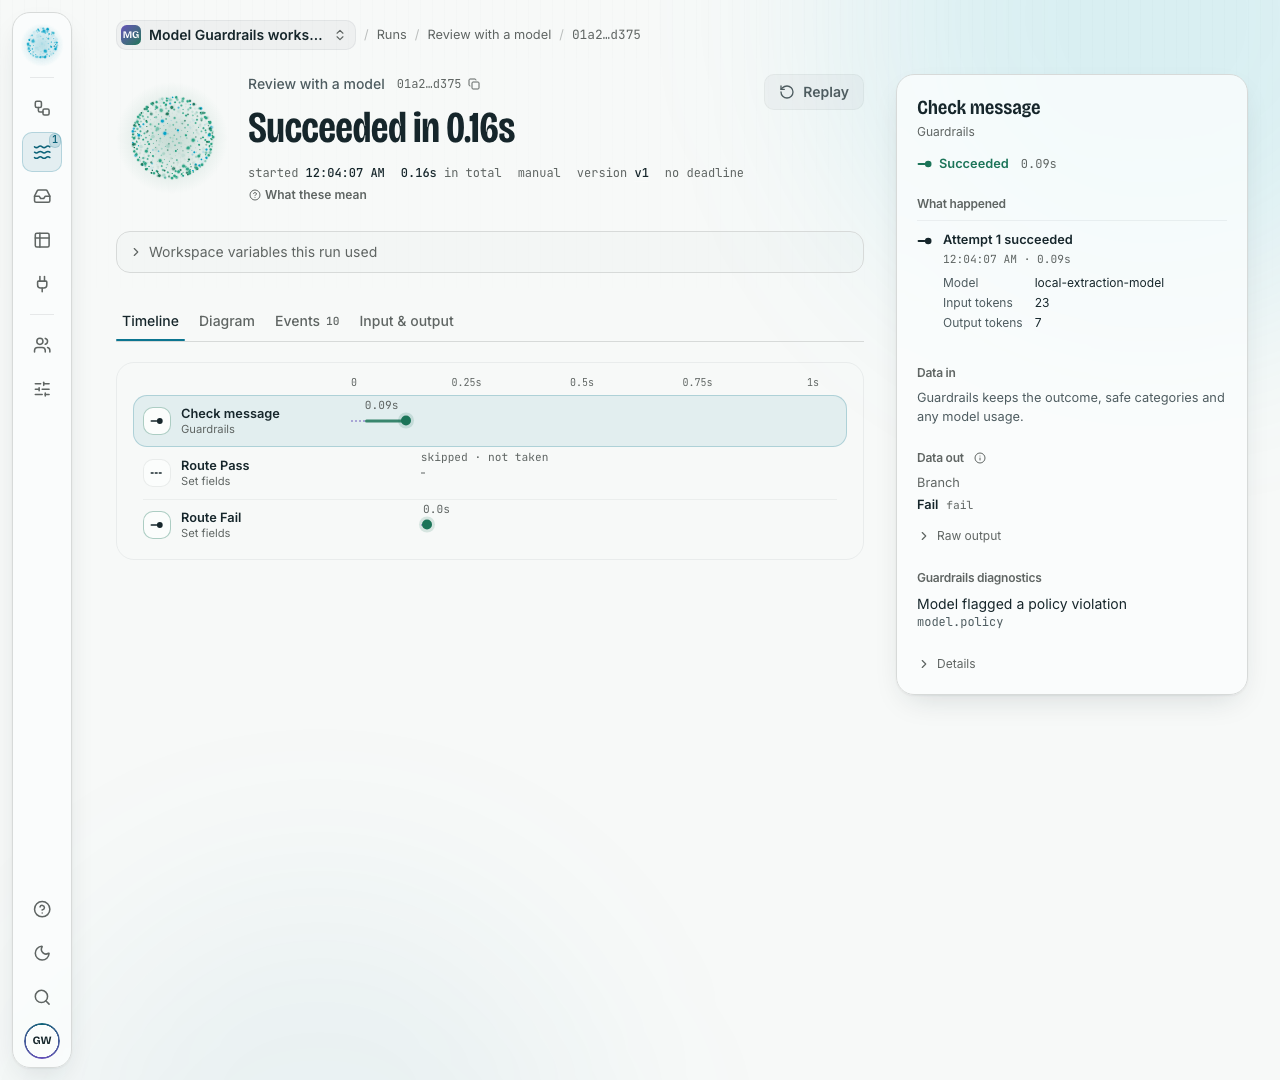 MG Model Guardrails works... / Runs / Review with a model / 01a2…d375
1
Review with a model 01a2…d375
Replay
Succeeded in 0.16s
started 12:04:07 AM 0.16s in total manual version v1 no deadline
What these mean
Workspace variables this run used
Timeline Diagram Events 10 Input & output
0 0.25s 0.5s 0.75s 1s
Check message
Guardrails
0.09s
Route Pass
Set fields
skipped · not taken
-
Route Fail
Set fields
0.0s
Check message
Guardrails
Succeeded 0.09s
What happened
Attempt 1 succeeded
12:04:07 AM · 0.09s
Model local-extraction-model
Input tokens 23
Output tokens 7
Data in
Guardrails keeps the outcome, safe categories and
any model usage.
Data out
Branch
Fail fail
Raw output
Guardrails diagnostics
Model flagged a policy violation
model.policy
Details
GW